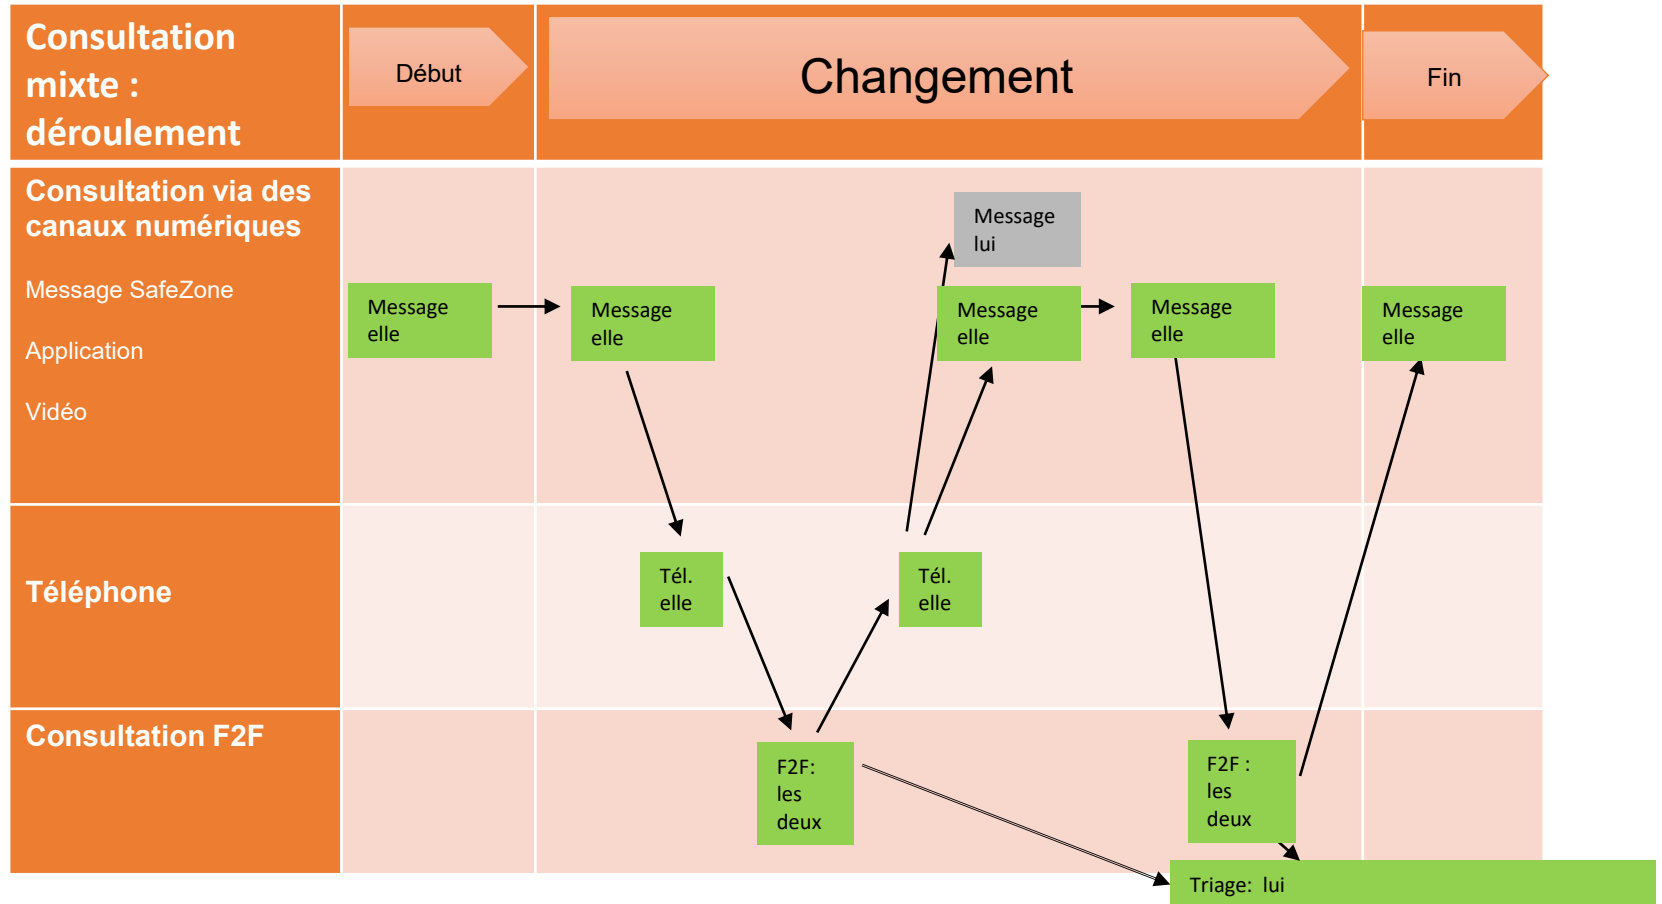 Consultation
mixte :
déroulement
Début
Changement
Fin
Consultation via des
canaux numériques
Message SafeZone
Application
Vidéo
Message
elle
Message
elle
Message
lui
Message
elle
Message
elle
Message
elle
Téléphone
Tél.
elle
Tél.
elle
Consultation F2F
F2F:
les
deux
F2F :
les
deux
Triage: lui